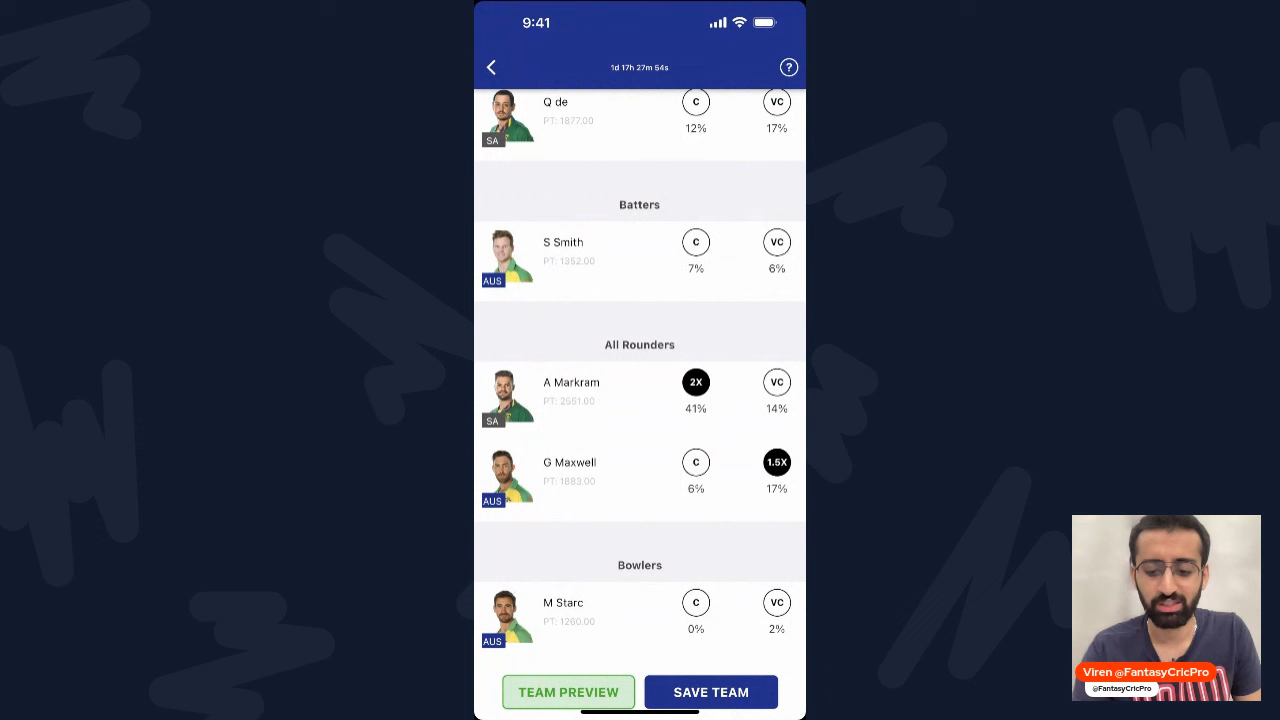 9:41
1d 17h 27m 54s
?
Q de
C
VC
PT: 1877.00
12%
17%
SA
Batters
S Smith
C
VC
PT: 1352.00
7%
6%
AUS
All Rounders
A Markram
2X
VC
PT: 2551.00
41%
14%
SA
G Maxwell
C
1.5X
PT: 1883.00
6%
17%
AUS
Bowlers
M Starc
C
VC
PT: 1260.00
0%
2%
AUS
TEAM PREVIEW
SAVE TEAM
Viren @FantasyCricPro
@FantasyCricPro